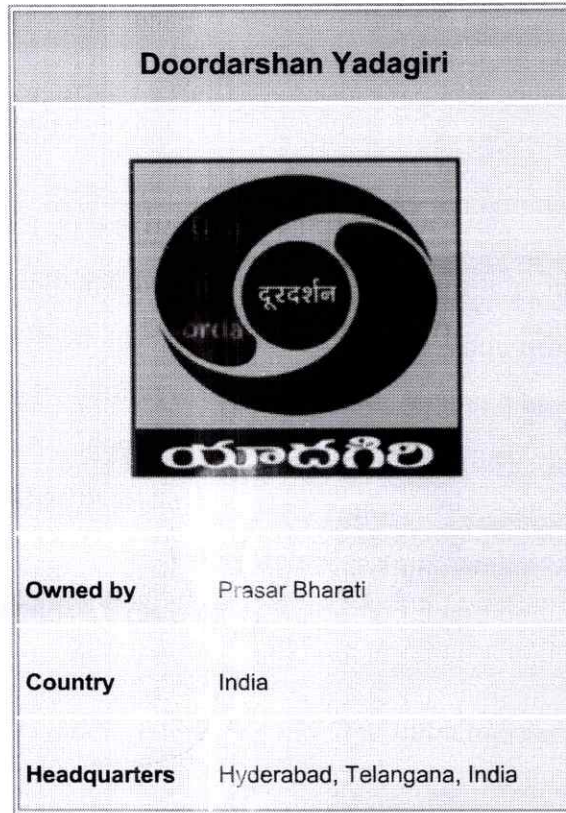 Doordarshan Yadagiri
दूरदर्शन
యాదగిరి
Owned by Prasar Bharati
Country India
Headquarters Hyderabad, Telangana, India